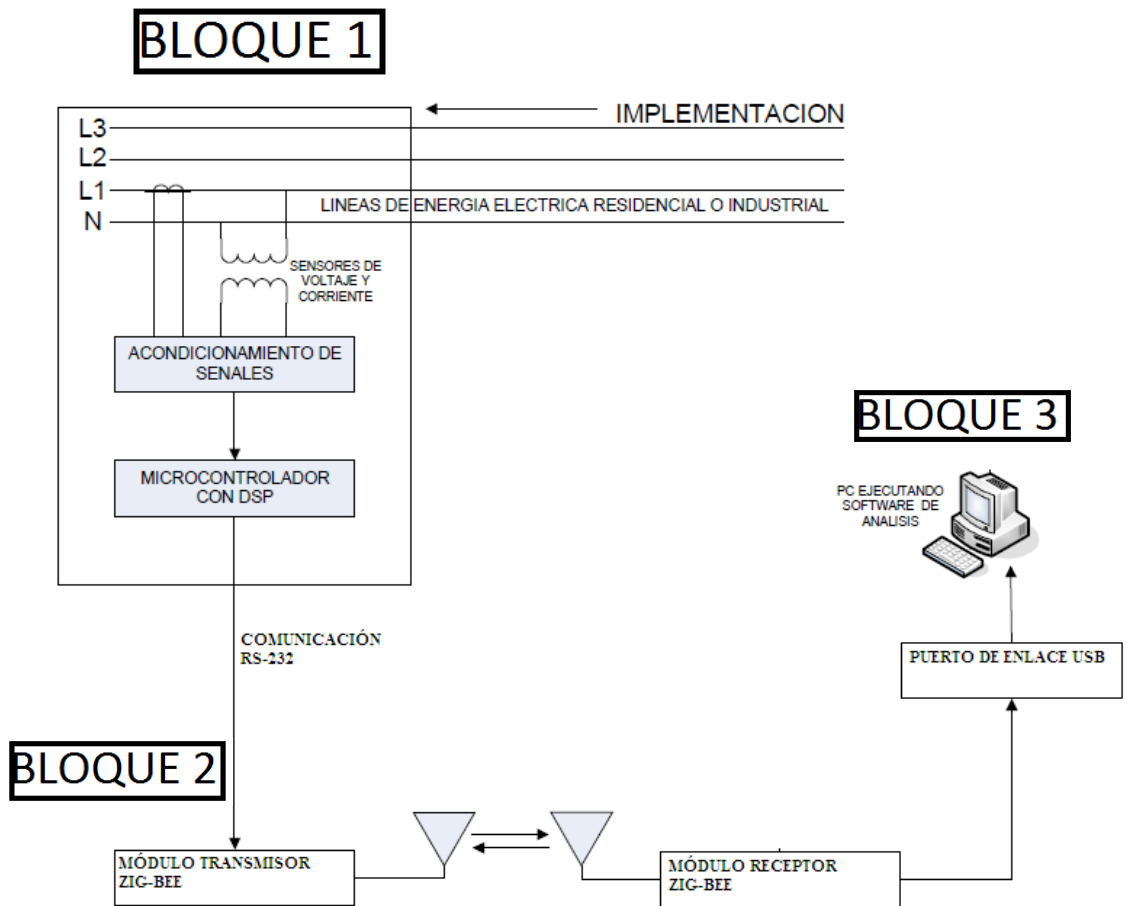 BLOQUE 1
IMPLEMENTACION
L3
L2
L1
N
LINEAS DE ENERGIA ELECTRICA RESIDENCIAL O INDUSTRIAL
SENSORES DE
VOLTAJE Y
CORRIENTE
ACONDICIONAMIENTO DE
SENALES
MICROCONTROLADOR
CON DSP
COMUNICACIÓN
RS-232
BLOQUE 2
MÓDULO TRANSMISOR
ZIG-BEE
MÓDULO RECEPTOR
ZIG-BEE
BLOQUE 3
PC EJECUTANDO
SOFTWARE DE
ANALISIS
PUERTO DE ENLACE USB